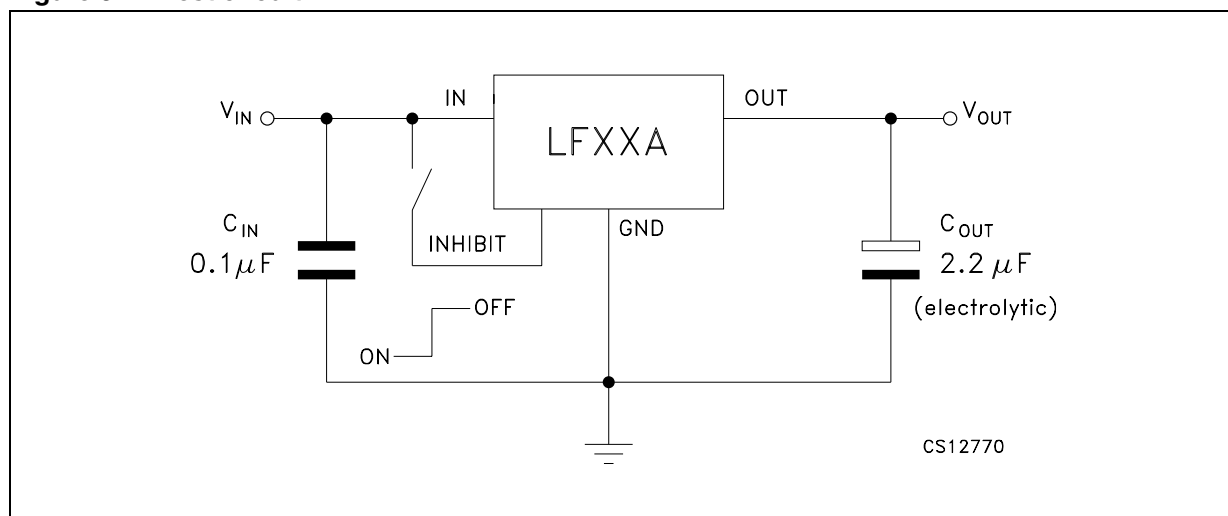 V_IN
IN
LFXXA
OUT
V_OUT
C_IN
0.1μF
INHIBIT
GND
C_OUT
2.2 μF
(electrolytic)
OFF
ON
CS12770